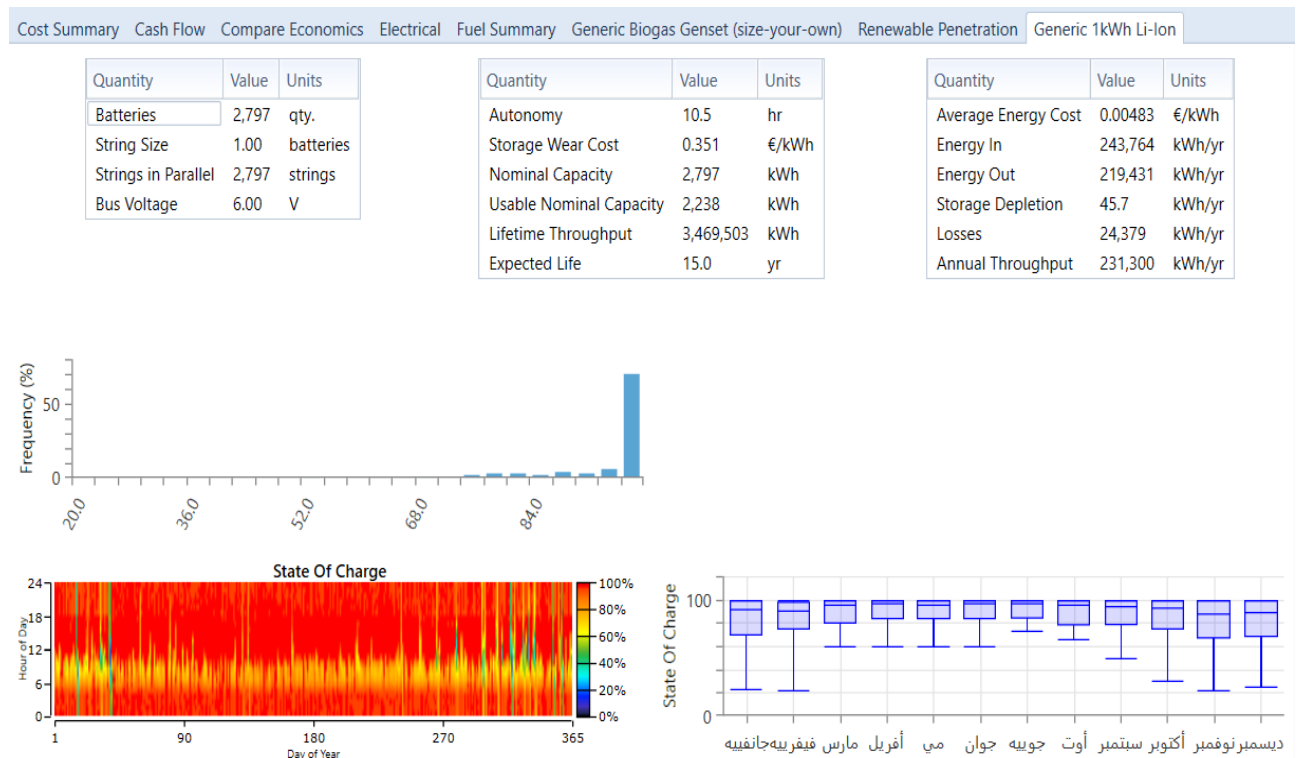 Cost Summary Cash Flow Compare Economics Electrical Fuel Summary Generic Biogas Genset (size-your-own) Renewable Penetration Generic 1kWh Li-Ion
Quantity Value Units
Batteries 2,797 qty.
String Size 1.00 batteries
Strings in Parallel 2,797 strings
Bus Voltage 6.00 V
Quantity Value Units
Autonomy 10.5 hr
Storage Wear Cost 0.351 €/kWh
Nominal Capacity 2,797 kWh
Usable Nominal Capacity 2,238 kWh
Lifetime Throughput 3,469,503 kWh
Expected Life 15.0 yr
Quantity Value Units
Average Energy Cost 0.00483 €/kWh
Energy In 243,764 kWh/yr
Energy Out 219,431 kWh/yr
Storage Depletion 45.7 kWh/yr
Losses 24,379 kWh/yr
Annual Throughput 231,300 kWh/yr
Frequency (%)
50
0
20.0 36.0 52.0 68.0 84.0
State Of Charge
Hour of Day
24
18
12
6
0
1 90 180 270 365
Day of Year
100%
80%
60%
40%
20%
0%
State Of Charge
100
0
جانفييه فيفرييه مارس أفريل مي جوان جوييه أوت سبتمبر أكتوبر نوفمبر ديسمبر